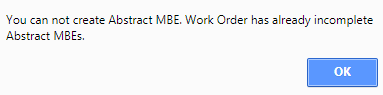 You can not create Abstract MBE. Work Order has already incomplete
Abstract MBEs.
OK